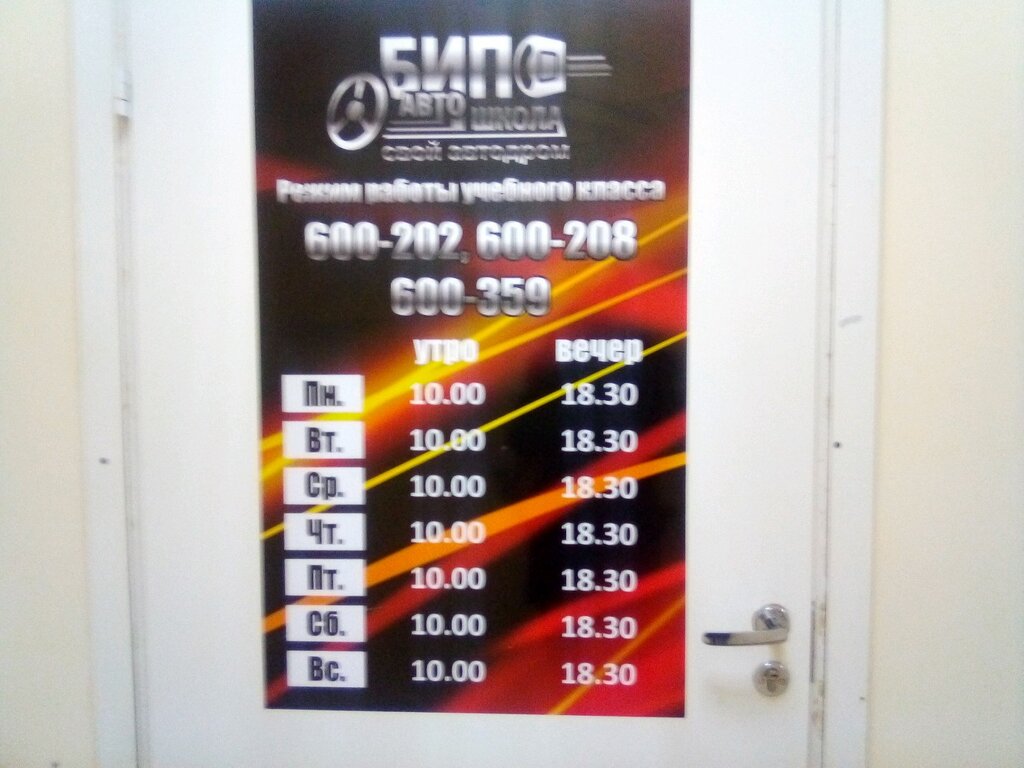 БИПО
АВТО ШКОЛА
свой автодром
Режим работы учебного класса
600-202, 600-208
600-359
утро вечер
Пн. 10.00 18.30
Вт. 10.00 18.30
Ср. 10.00 18.30
Чт. 10.00 18.30
Пт. 10.00 18.30
Сб. 10.00 18.30
Вс. 10.00 18.30